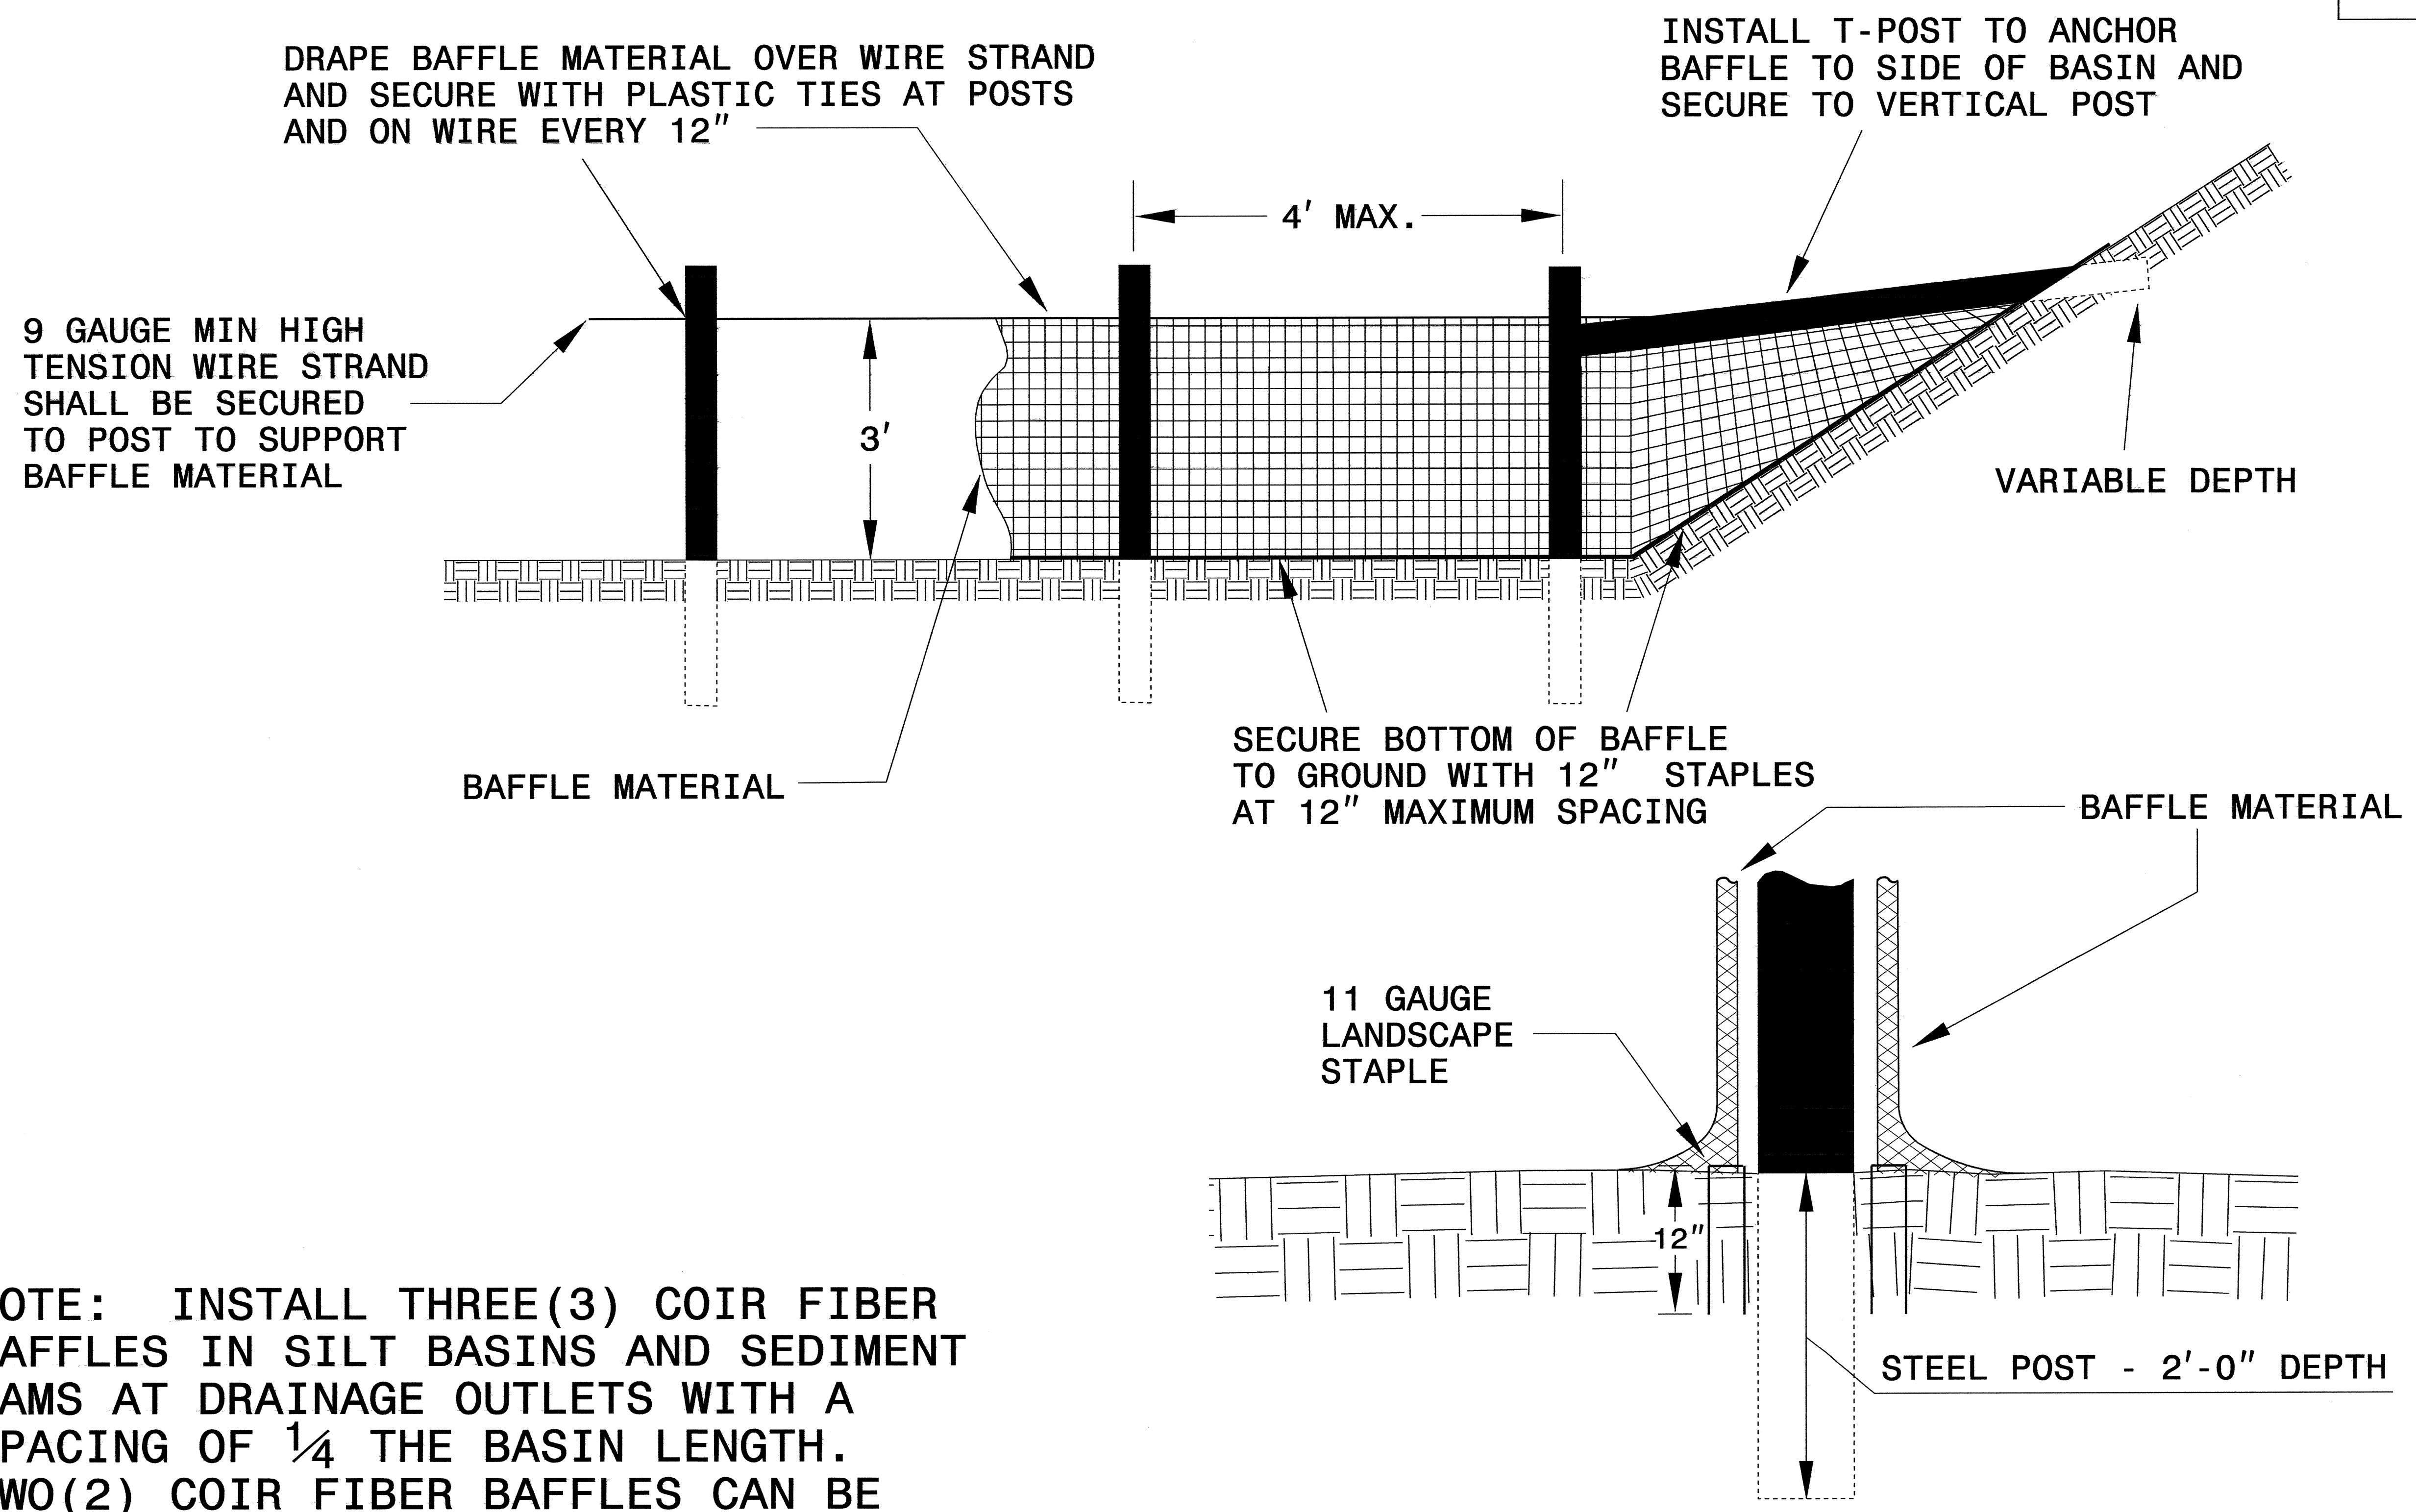 DRAPE BAFFLE MATERIAL OVER WIRE STRAND
AND SECURE WITH PLASTIC TIES AT POSTS
AND ON WIRE EVERY 12"
INSTALL T-POST TO ANCHOR
BAFFLE TO SIDE OF BASIN AND
SECURE TO VERTICAL POST
4' MAX.
9 GAUGE MIN HIGH
TENSION WIRE STRAND
SHALL BE SECURED
TO POST TO SUPPORT
BAFFLE MATERIAL
3'
VARIABLE DEPTH
BAFFLE MATERIAL
SECURE BOTTOM OF BAFFLE
TO GROUND WITH 12" STAPLES
AT 12" MAXIMUM SPACING
BAFFLE MATERIAL
11 GAUGE
LANDSCAPE
STAPLE
12"
STEEL POST - 2'-0" DEPTH
OTE: INSTALL THREE(3) COIR FIBER
AFFLES IN SILT BASINS AND SEDIMENT
AMS AT DRAINAGE OUTLETS WITH A
PACING OF 1/4 THE BASIN LENGTH.
WO(2) COIR FIBER BAFFLES CAN BE